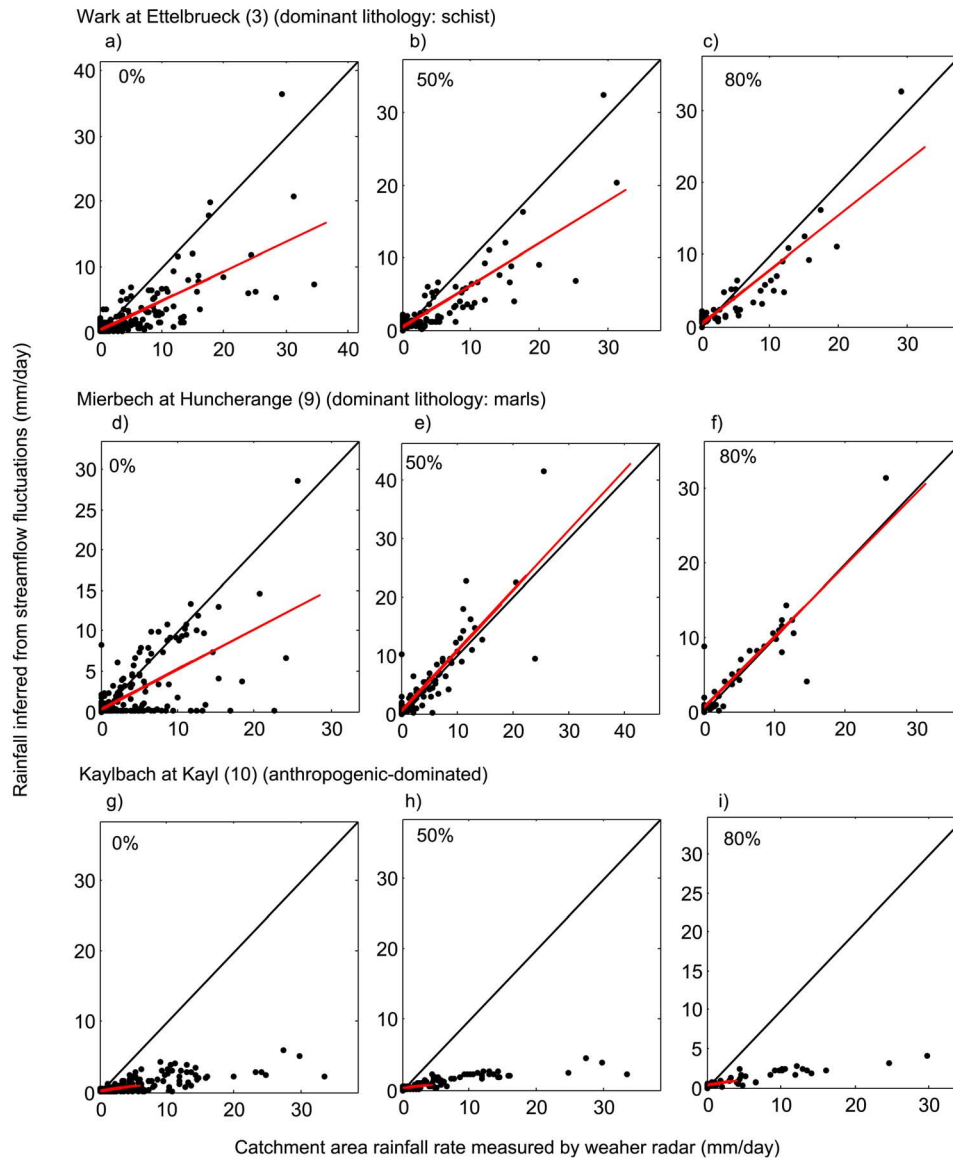 Wark at Ettelbrueck (3) (dominant lithology: schist)
a) b) c)
0% 50% 80%
40
30
20
10
0
0 10 20 30 40
30
20
10
0
0 10 20 30
30
20
10
0
0 10 20 30
Mierbech at Huncherange (9) (dominant lithology: marls)
d) e) f)
0% 50% 80%
30
25
20
15
10
5
0
0 10 20 30
40
30
20
10
0
0 10 20 30 40
30
20
10
0
0 10 20 30
Kaylbach at Kayl (10) (anthropogenic-dominated)
g) h) i)
0% 50% 80%
30
20
10
0
0 10 20 30
30
20
10
0
0 10 20 30
30
25
20
15
10
5
0
0 10 20 30
Rainfall inferred from streamflow fluctuations (mm/day)
Catchment area rainfall rate measured by weaher radar (mm/day)